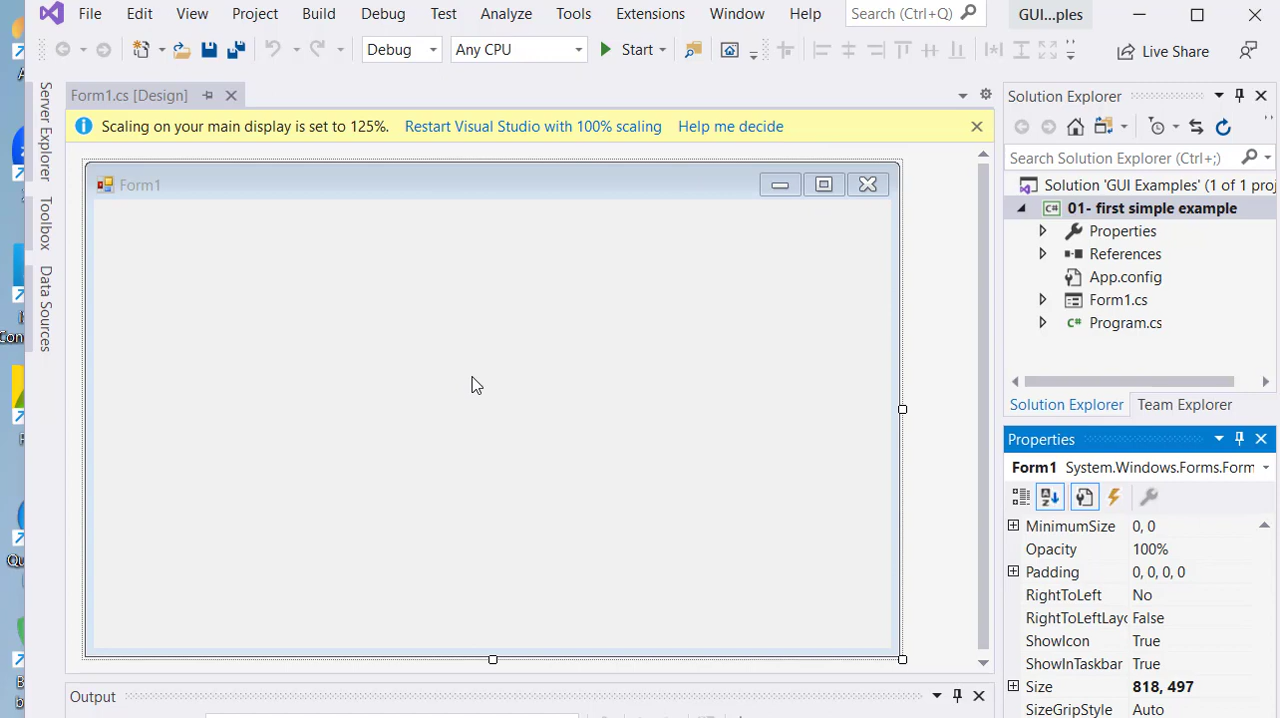 File Edit View Project Build Debug Test Analyze Tools Extensions Window Help Search (Ctrl+Q) GUI...ples
Debug Any CPU Start Live Share
Form1.cs [Design]
Scaling on your main display is set to 125%. Restart Visual Studio with 100% scaling Help me decide
Form1
Server Explorer
Toolbox
Data Sources
Solution Explorer
Search Solution Explorer (Ctrl+;)
Solution 'GUI Examples' (1 of 1 proj
C# 01- first simple example
Properties
References
App.config
Form1.cs
C# Program.cs
Solution Explorer Team Explorer
Properties
Form1 System.Windows.Forms.Form
MinimumSize 0, 0
Opacity 100%
Padding 0, 0, 0, 0
RightToLeft No
RightToLeftLayo False
ShowIcon True
ShowInTaskbar True
Size 818, 497
SizeGripStyle Auto
Output